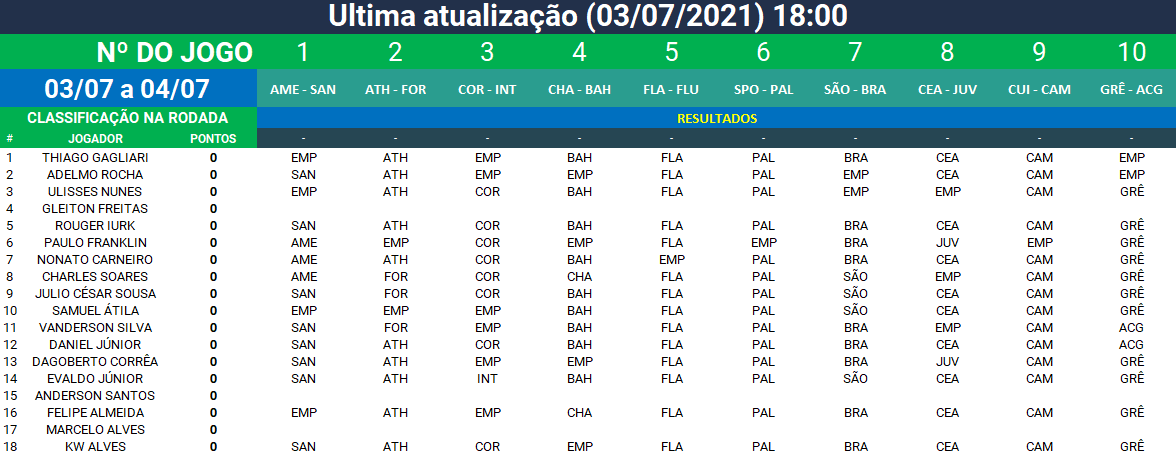 Ultima atualização (03/07/2021) 18:00
Nº DO JOGO 1 2 3 4 5 6 7 8 9 10
03/07 a 04/07 AME - SAN ATH - FOR COR - INT CHA - BAH FLA - FLU SPO - PAL SÃO - BRA CEA - JUV CUI - CAM GRÊ - ACG
CLASSIFICAÇÃO NA RODADA RESULTADOS
# JOGADOR PONTOS - - - - - - - - - -
1 THIAGO GAGLIARI 0 EMP ATH EMP BAH FLA PAL BRA CEA CAM EMP
2 ADELMO ROCHA 0 SAN ATH EMP EMP FLA PAL EMP CEA CAM EMP
3 ULISSES NUNES 0 EMP ATH COR BAH FLA PAL EMP EMP CAM GRÊ
4 GLEITON FREITAS 0
5 ROUGER IURK 0 SAN ATH COR BAH FLA PAL BRA CEA CAM GRÊ
6 PAULO FRANKLIN 0 AME EMP COR EMP FLA EMP BRA JUV EMP GRÊ
7 NONATO CARNEIRO 0 AME ATH COR BAH EMP PAL BRA CEA CAM GRÊ
8 CHARLES SOARES 0 AME FOR COR CHA FLA PAL SÃO EMP CAM GRÊ
9 JULIO CÉSAR SOUSA 0 SAN FOR COR BAH FLA PAL SÃO CEA CAM GRÊ
10 SAMUEL ÁTILA 0 EMP EMP EMP BAH FLA PAL SÃO CEA CAM GRÊ
11 VANDERSON SILVA 0 SAN FOR EMP BAH FLA PAL BRA EMP CAM ACG
12 DANIEL JÚNIOR 0 SAN ATH COR BAH FLA PAL BRA CEA CAM ACG
13 DAGOBERTO CORRÊA 0 SAN ATH EMP EMP FLA PAL BRA JUV CAM GRÊ
14 EVALDO JÚNIOR 0 SAN ATH INT BAH FLA PAL SÃO CEA CAM GRÊ
15 ANDERSON SANTOS 0
16 FELIPE ALMEIDA 0 EMP ATH EMP CHA FLA PAL BRA CEA CAM GRÊ
17 MARCELO ALVES 0
18 KW ALVES 0 SAN ATH COR EMP FLA PAL BRA CEA CAM GRÊ